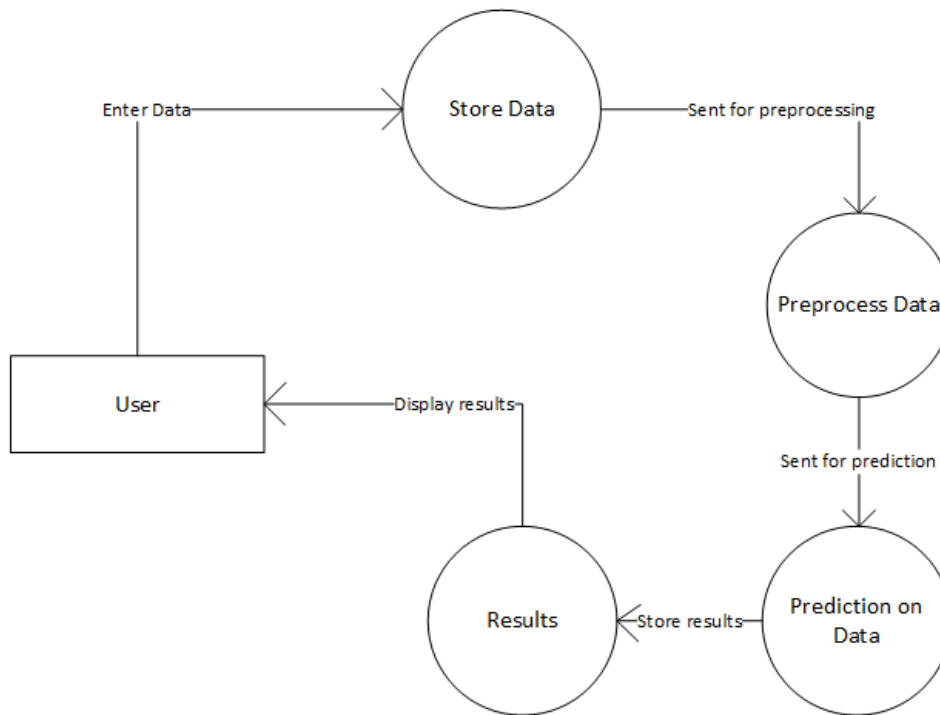 Enter Data
Store Data
Sent for preprocessing
Preprocess Data
User
Display results
Sent for prediction
Results
Store results
Prediction on
Data